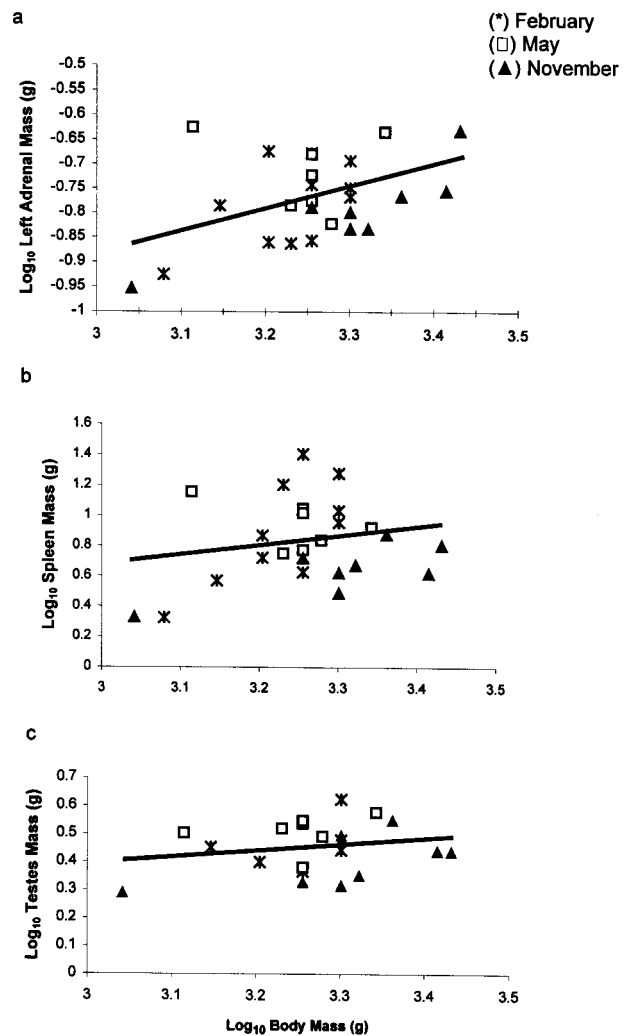 a
(*) February
(□) May
(▲) November
Log10 Left Adrenal Mass (g)
-0.5
-0.55
-0.6
-0.65
-0.7
-0.75
-0.8
-0.85
-0.9
-0.95
-1
3 3.1 3.2 3.3 3.4 3.5
b
Log10 Spleen Mass (g)
1.6
1.4
1.2
1
0.8
0.6
0.4
0.2
0
3 3.1 3.2 3.3 3.4 3.5
c
Log10 Testes Mass (g)
0.7
0.6
0.5
0.4
0.3
0.2
0.1
0
3 3.1 3.2 3.3 3.4 3.5
Log10 Body Mass (g)